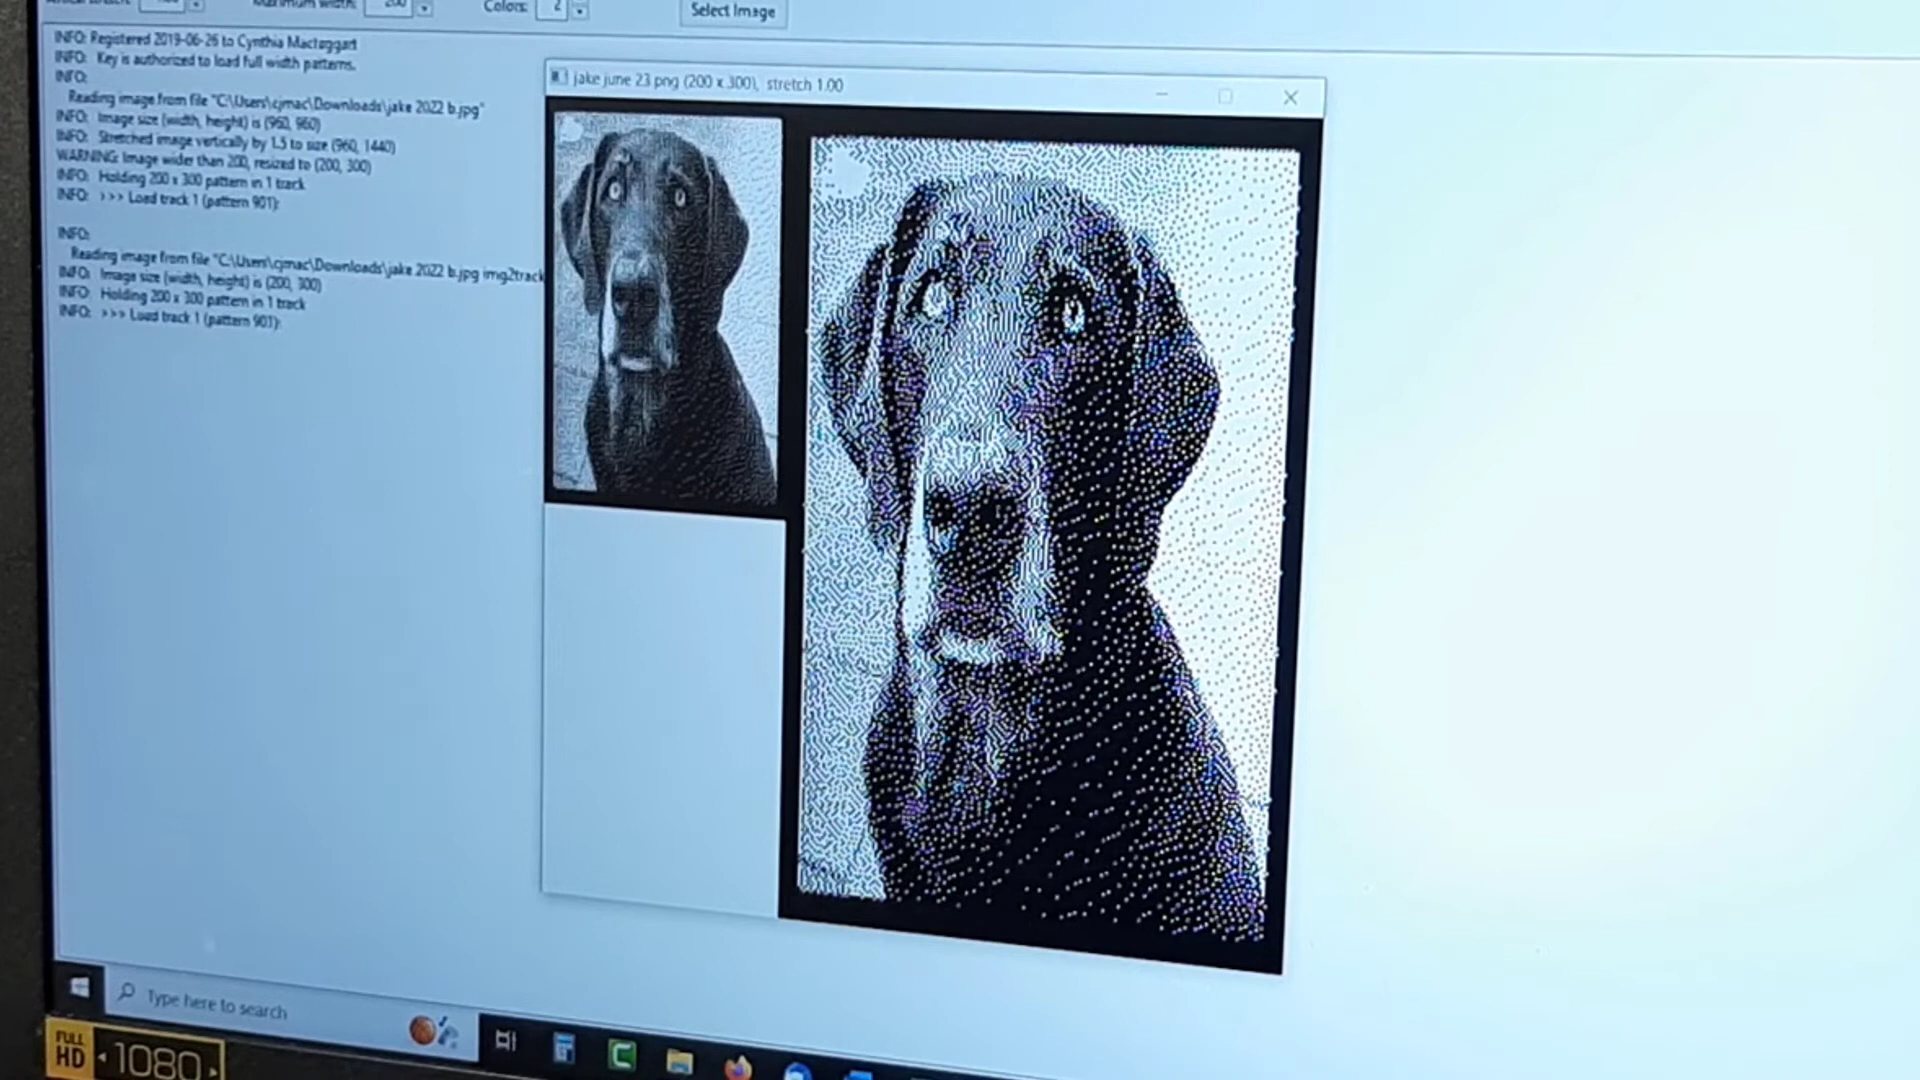 Maximum width: 200
Colors: 2
Select Image
INFO: Registered 2019-06-26 to Cynthia Mactaggart
INFO: Key is authorized to load full width patterns.
INFO:
Reading image from file "C:\Users\cjmac\Downloads\jake 2022 b.jpg"
INFO: Image size (width, height) is (960, 960)
INFO: Stretched image vertically by 1.5 to size (960, 1440)
WARNING: Image wider than 200, resized to (200, 300)
INFO: Holding 200 x 300 pattern in 1 track
INFO: >>> Load track 1 (pattern 901):
INFO:
Reading image from file "C:\Users\cjmac\Downloads\jake 2022 b.jpg img2track
INFO: Image size (width, height) is (200, 300)
INFO: Holding 200 x 300 pattern in 1 track
INFO: >>> Load track 1 (pattern 901):
jake june 23 png (200 x 300), stretch 1.00
Type here to search
FULL HD 1080